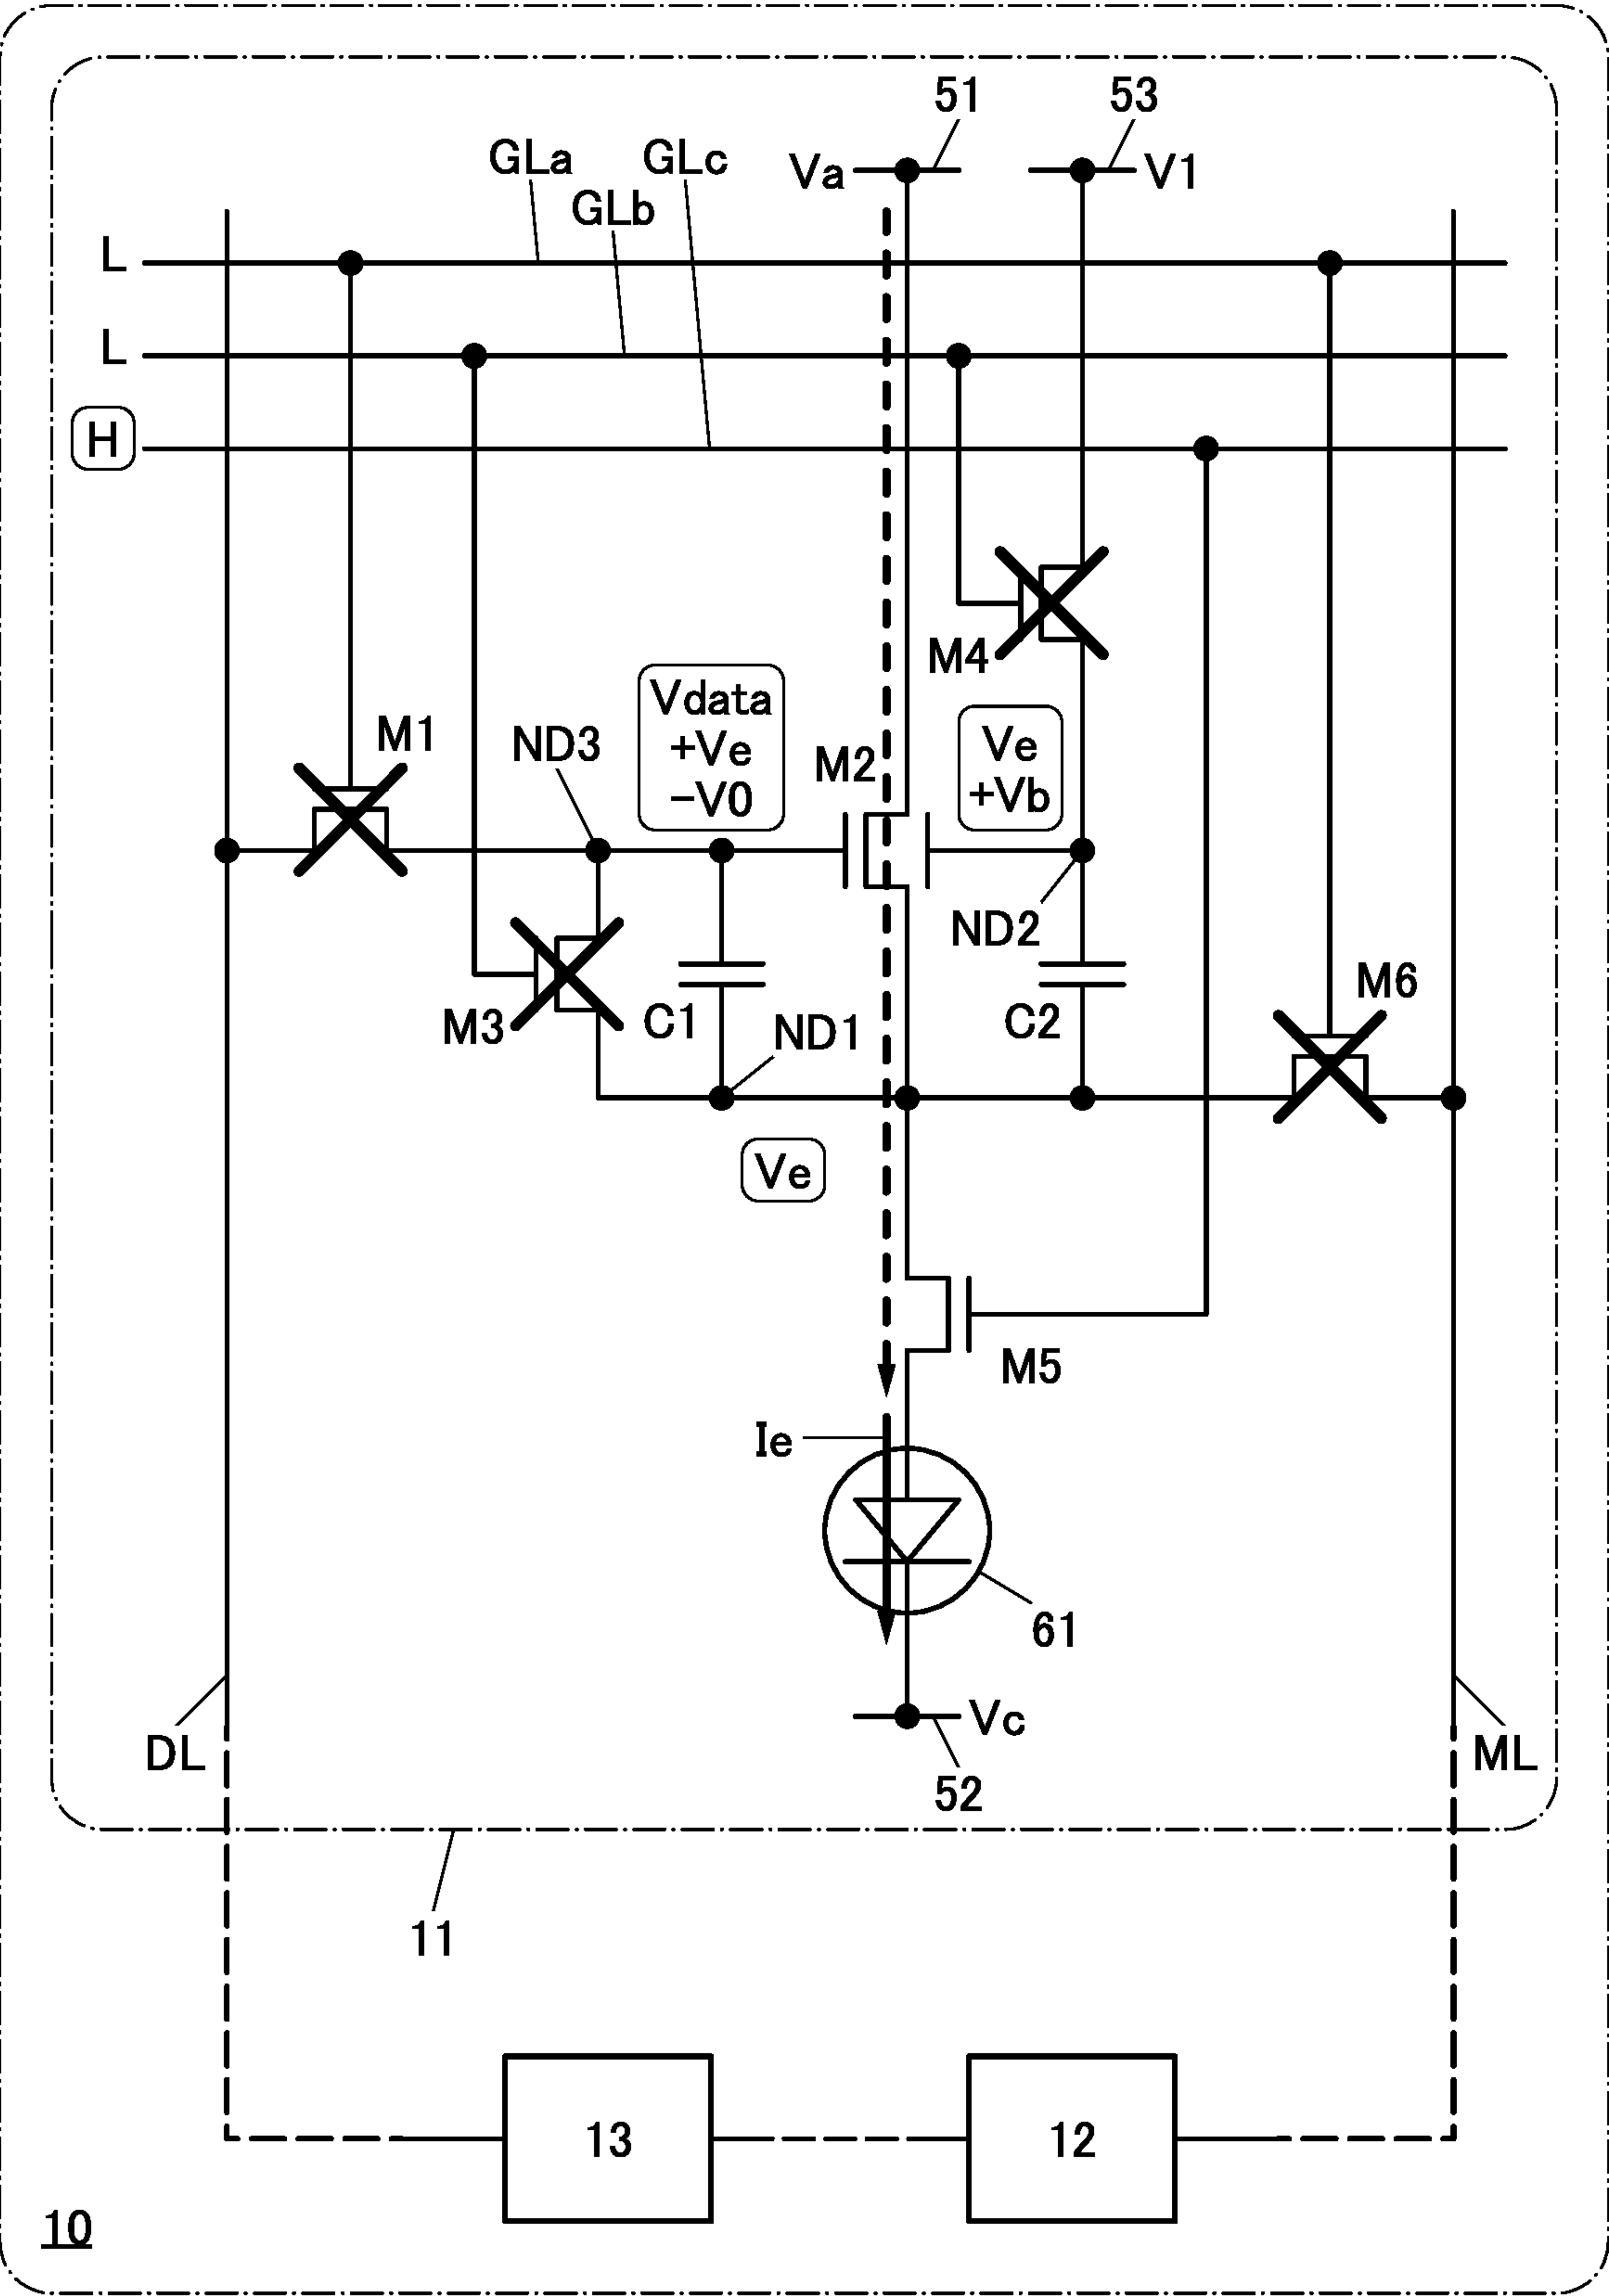 51
53
GLa
GLc
Va
V1
GLb
L
L
H
M4
Vdata
+Ve
−V0
M1
ND3
M2
Ve
+Vb
ND2
M6
M3
C1
ND1
C2
Ve
M5
Ie
61
Vc
DL
ML
52
11
13
12
10